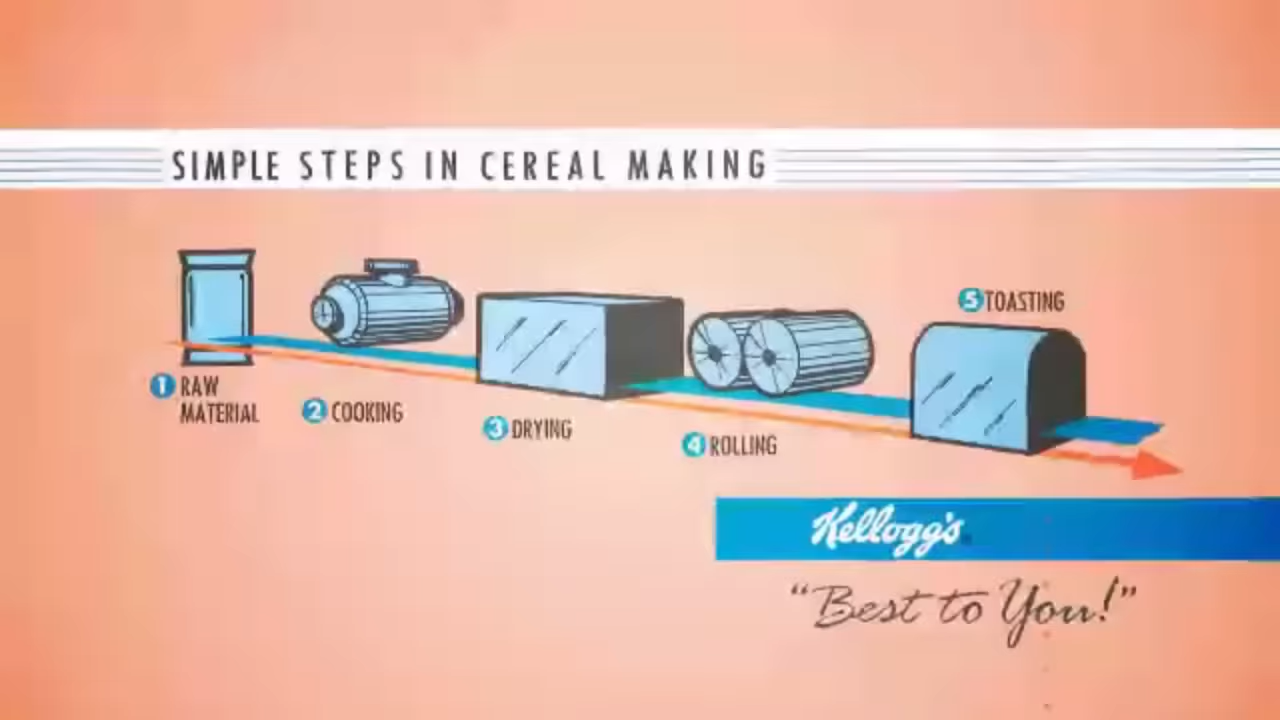 SIMPLE STEPS IN CEREAL MAKING
5 TOASTING
1 RAW
MATERIAL
2 COOKING
3 DRYING
4 ROLLING
Kellogg's
"Best to You!"